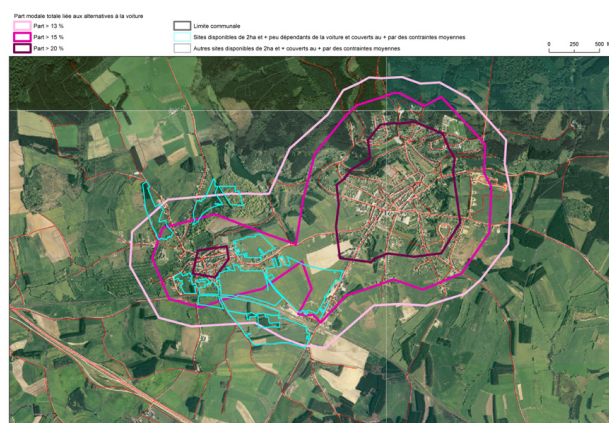 Part modale totale liée aux alternatives à la voiture
Part > 13 %
Part > 15 %
Part > 20 %
Limite communale
Sites disponibles de 2ha et + peu dépendants de la voiture et couverts au + par des contraintes moyennes
Autres sites disponibles de 2ha et + couverts au + par des contraintes moyennes
0 250 500